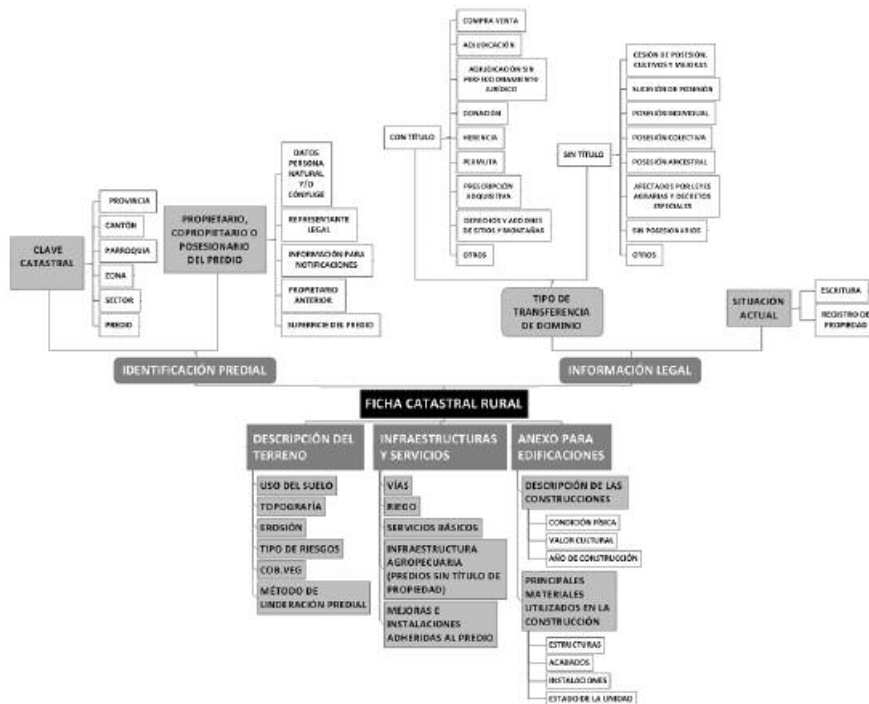 CLAVE
CATASTRAL
PROVINCIA
CANTÓN
PARROQUIA
ZONA
SECTOR
PREDIO
PROPIETARIO,
COPROPIETARIO O
POSESIONARIO
DEL PREDIO
DATOS
PERSONA
NATURAL
Y/O
CÓNYUGE
REPRESENTANTE
LEGAL
INFORMACIÓN PARA
NOTIFICACIONES
PROPIETARIO
ANTERIOR
SUPERFICIE DEL PREDIO
IDENTIFICACIÓN PREDIAL
CON TÍTULO
COMPRA VENTA
ADJUDICACIÓN
ADJUDICACIÓN SIN
PERFECCIONAMIENTO
JURÍDICO
DONACIÓN
HERENCIA
PERMUTA
PRESCRIPCIÓN
ADQUISITIVA
DERECHOS Y ACCIONES
DE SITIOS Y MONTAÑAS
OTROS
SIN TÍTULO
CESIÓN DE POSESIÓN,
CULTIVOS Y MEJORAS
SUCESIÓN DE POSESIÓN
POSESIÓN INDIVIDUAL
POSESIÓN COLECTIVA
POSESIÓN ANCESTRAL
AFECTADOS POR LEYES
AGRARIAS Y DECRETOS
ESPECIALES
SIN POSESIONARIOS
OTROS
TIPO DE
TRANSFERENCIA
DE DOMINIO
SITUACIÓN
ACTUAL
ESCRITURA
REGISTRO DE
PROPIEDAD
INFORMACIÓN LEGAL
FICHA CATASTRAL RURAL
DESCRIPCIÓN DEL
TERRENO
USO DEL SUELO
TOPOGRAFÍA
EROSIÓN
TIPO DE RIESGOS
COB.VEG
MÉTODO DE
LINDERACIÓN PREDIAL
INFRAESTRUCTURAS
Y SERVICIOS
VÍAS
RIEGO
SERVICIOS BÁSICOS
INFRAESTRUCTURA
AGROPECUARIA
(PREDIOS SIN TÍTULO DE
PROPIEDAD)
MEJORAS E
INSTALACIONES
ADHERIDAS AL PREDIO
ANEXO PARA
EDIFICACIONES
DESCRIPCIÓN DE LAS
CONSTRUCCIONES
CONDICIÓN FÍSICA
VALOR CULTURAL
AÑO DE CONSTRUCCIÓN
PRINCIPALES
MATERIALES
UTILIZADOS EN LA
CONSTRUCCIÓN
ESTRUCTURAS
ACABADOS
INSTALACIONES
ESTADO DE LA UNIDAD